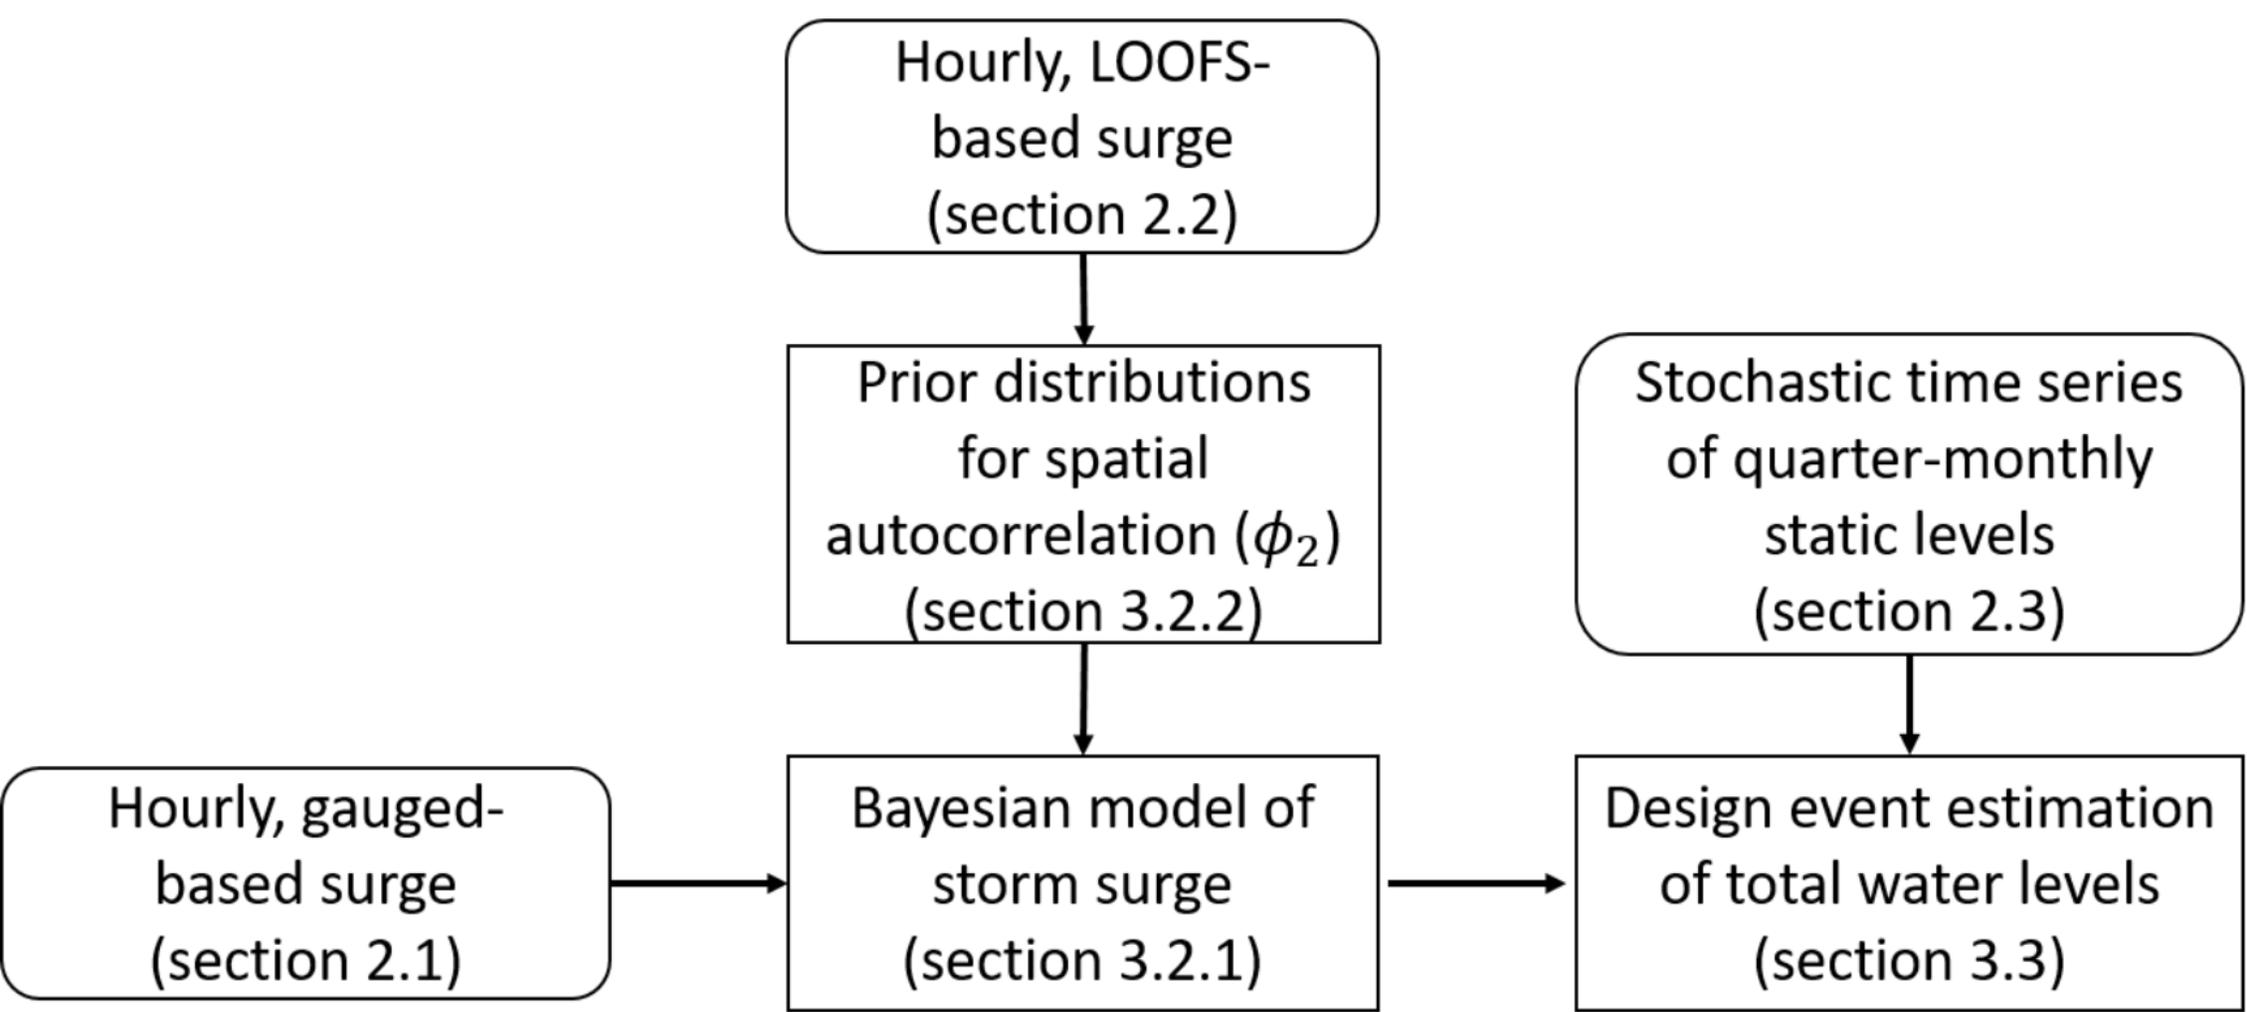 Hourly, LOOFS-
based surge
(section 2.2)
Prior distributions
for spatial
autocorrelation (ϕ₂)
(section 3.2.2)
Stochastic time series
of quarter-monthly
static levels
(section 2.3)
Hourly, gauged-
based surge
(section 2.1)
Bayesian model of
storm surge
(section 3.2.1)
Design event estimation
of total water levels
(section 3.3)